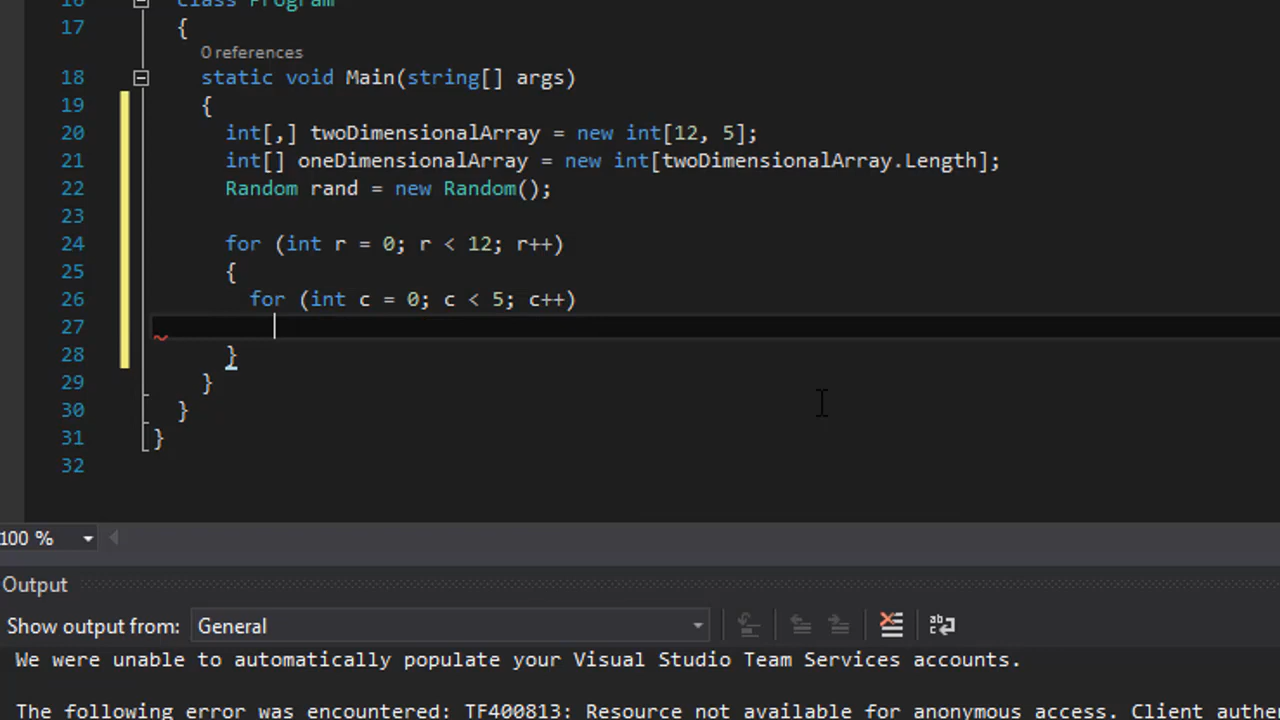 16 class Program
17 {
0 references
18 static void Main(string[] args)
19 {
20 int[,] twoDimensionalArray = new int[12, 5];
21 int[] oneDimensionalArray = new int[twoDimensionalArray.Length];
22 Random rand = new Random();
23
24 for (int r = 0; r < 12; r++)
25 {
26 for (int c = 0; c < 5; c++)
27
28 }
29 }
30 }
31 }
32
100 %
Output
Show output from: General
We were unable to automatically populate your Visual Studio Team Services accounts.
The following error was encountered: TF400813: Resource not available for anonymous access. Client authe